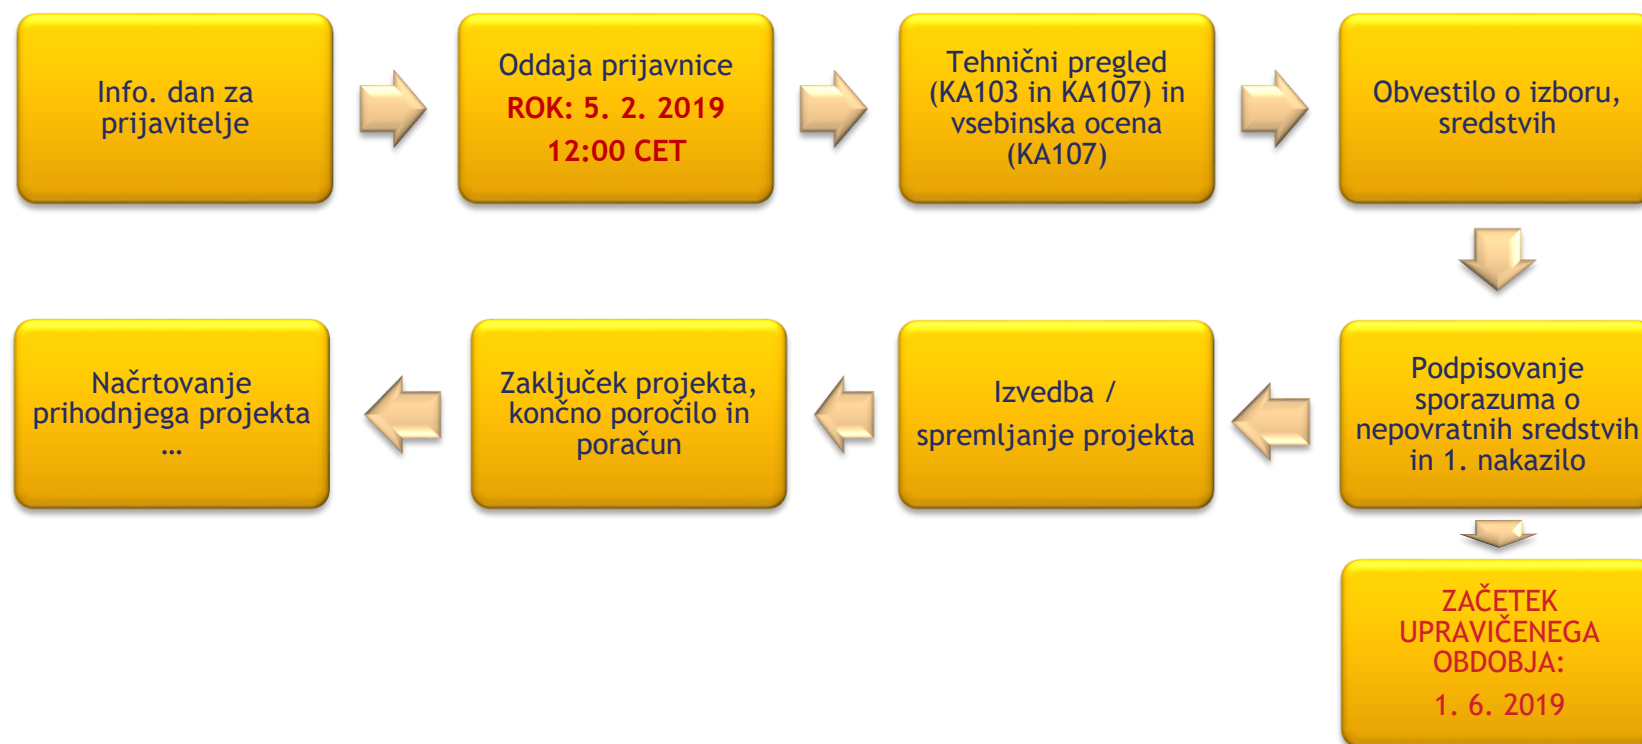 Info. dan za
prijavitelje
Oddaja prijavnice
ROK: 5. 2. 2019
12:00 CET
Tehnični pregled
(KA103 in KA107) in
vsebinska ocena
(KA107)
Obvestilo o izboru,
sredstvih
Podpisovanje
sporazuma o
nepovratnih sredstvih
in 1. nakazilo
ZAČETEK
UPRAVIČENEGA
OBDOBJA:
1. 6. 2019
Izvedba /
spremljanje projekta
Zaključek projekta,
končno poročilo in
poračun
Načrtovanje
prihodnjega projekta
…